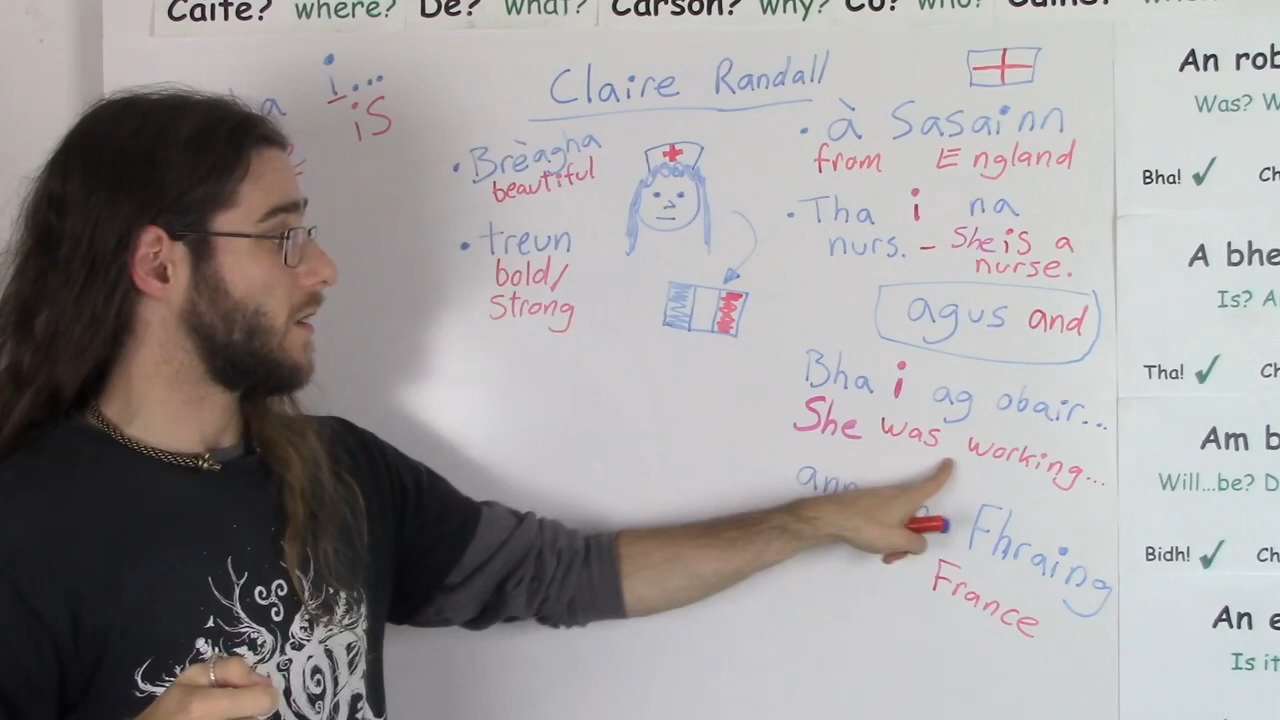 Caite? where? Dè? what? Carson? why? Cò? who?
i... iS
Claire Randall
• Brèagha
beautiful
• treun
bold/
Strong
• à Sasainn
from England
• Tha i na
nurs. – She is a
nurse.
agus and
Bha i ag obair...
She was working...
Fhraing
France
An rob
Was?
Bha! ✓
A bhe
Is?
Tha! ✓
Am b
Will...be?
Bidh! ✓
An e
Is it